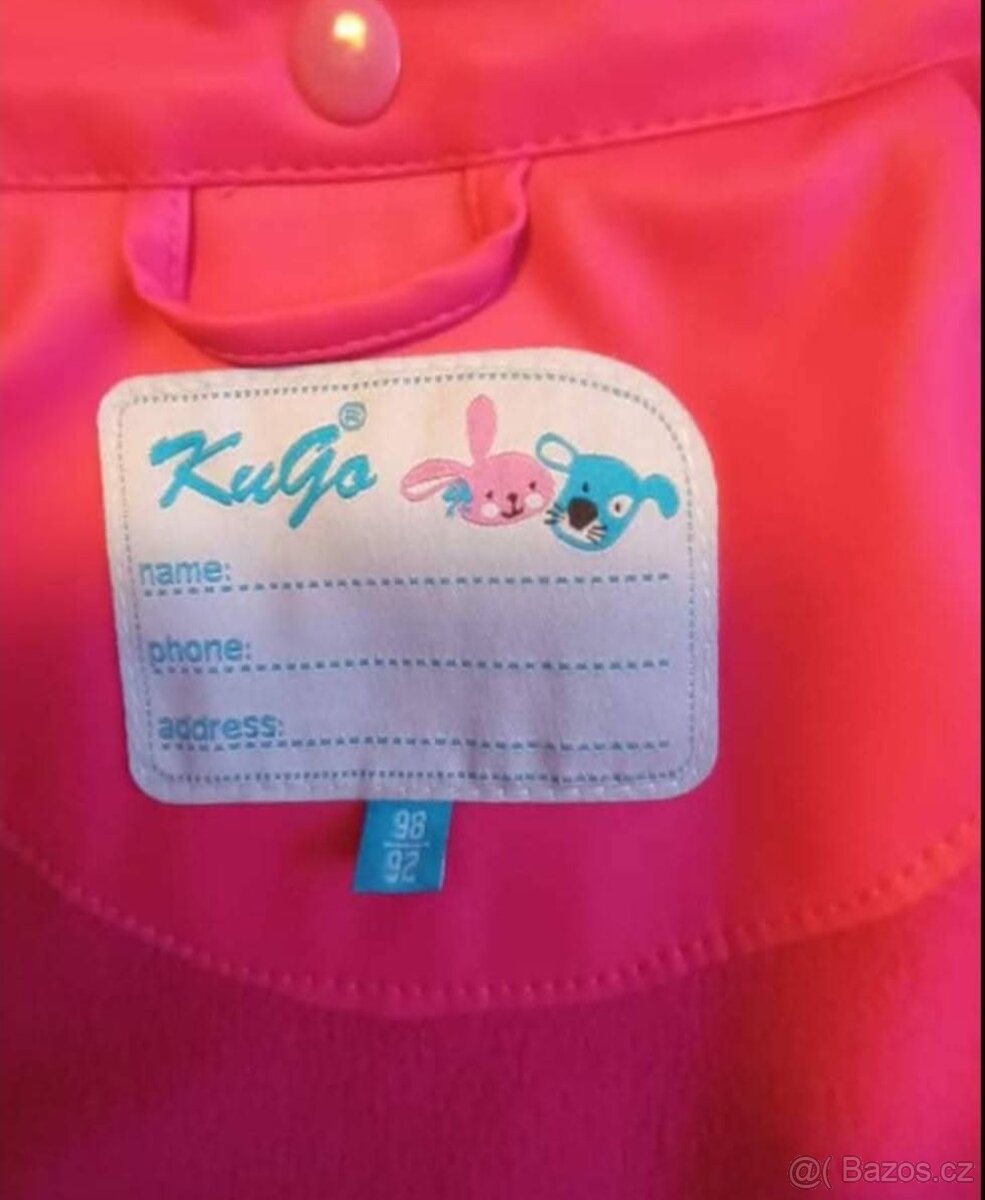 KuGo®
name:
phone:
address:
98
92
@( Bazos.cz